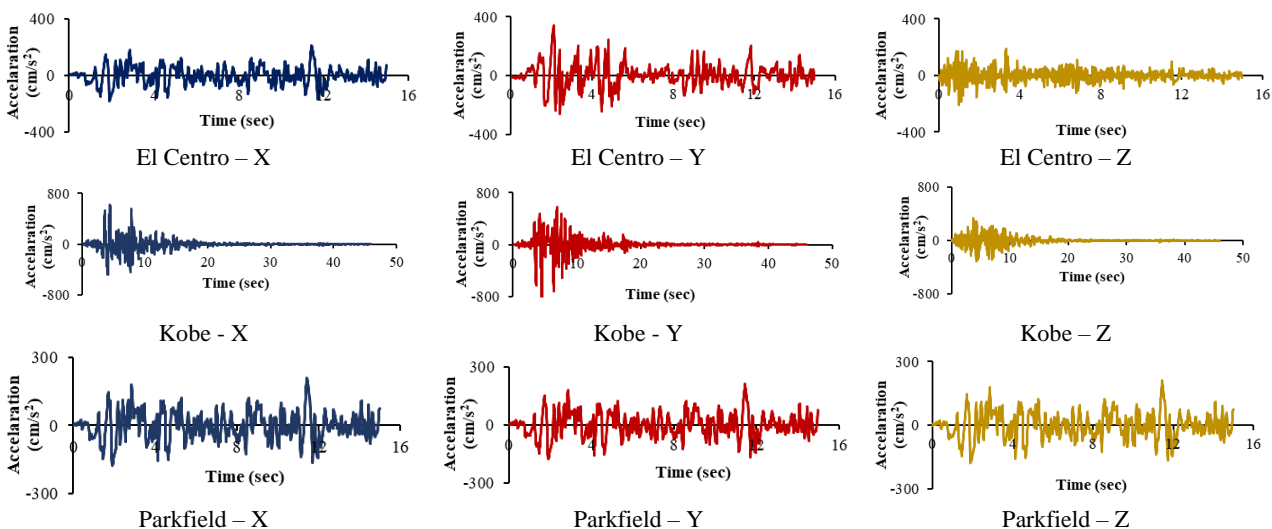 Accelaration
(cm/s²)
400
0
-400
0 4 8 12 16
Time (sec)
El Centro – X
Accelaration
(cm/s²)
400
0
-400
0 4 8 12 16
Time (sec)
El Centro – Y
Accelaration
(cm/s²)
400
0
-400
0 4 8 12 16
Time (sec)
El Centro – Z
Accelaration
(cm/s²)
800
0
-800
0 10 20 30 40 50
Time (sec)
Kobe - X
Accelaration
(cm/s²)
800
0
-800
0 10 20 30 40 50
Time (sec)
Kobe - Y
Accelaration
(cm/s²)
800
0
-800
0 10 20 30 40 50
Time (sec)
Kobe – Z
Accelaration
(cm/s²)
300
0
-300
0 4 8 12 16
Time (sec)
Parkfield – X
Accelaration
(cm/s²)
300
0
-300
0 4 8 12 16
Time (sec)
Parkfield – Y
Accelaration
(cm/s²)
300
0
-300
0 4 8 12 16
Time (sec)
Parkfield – Z